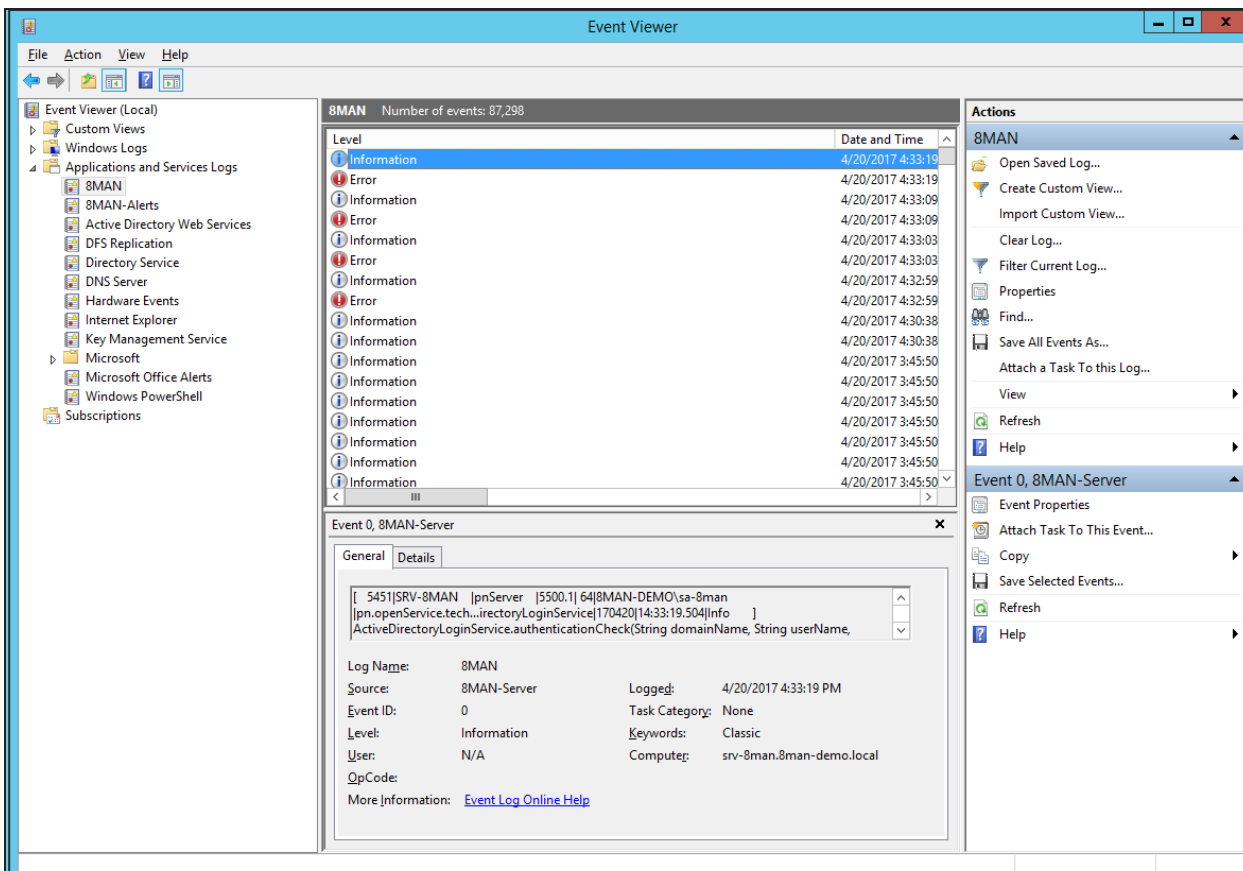 Event Viewer
File Action View Help
Event Viewer (Local)
Custom Views
Windows Logs
Applications and Services Logs
8MAN
8MAN-Alerts
Active Directory Web Services
DFS Replication
Directory Service
DNS Server
Hardware Events
Internet Explorer
Key Management Service
Microsoft
Microsoft Office Alerts
Windows PowerShell
Subscriptions
8MAN Number of events: 87,298
Level Date and Time
Information 4/20/2017 4:33:19
Error 4/20/2017 4:33:19
Information 4/20/2017 4:33:09
Error 4/20/2017 4:33:09
Information 4/20/2017 4:33:03
Error 4/20/2017 4:33:03
Information 4/20/2017 4:32:59
Error 4/20/2017 4:32:59
Information 4/20/2017 4:30:38
Information 4/20/2017 4:30:38
Information 4/20/2017 3:45:50
Information 4/20/2017 3:45:50
Information 4/20/2017 3:45:50
Information 4/20/2017 3:45:50
Information 4/20/2017 3:45:50
Information 4/20/2017 3:45:50
Information 4/20/2017 3:45:50
Event 0, 8MAN-Server
General Details
[ 5451|SRV-8MAN |pnServer |5500.1| 64|8MAN-DEMO\sa-8man
|pn.openService.tech...irectoryLoginService|170420|14:33:19.504|Info ]
ActiveDirectoryLoginService.authenticationCheck(String domainName, String userName,
Log Name: 8MAN
Source: 8MAN-Server Logged: 4/20/2017 4:33:19 PM
Event ID: 0 Task Category: None
Level: Information Keywords: Classic
User: N/A Computer: srv-8man.8man-demo.local
OpCode:
More Information: Event Log Online Help
Actions
8MAN
Open Saved Log...
Create Custom View...
Import Custom View...
Clear Log...
Filter Current Log...
Properties
Find...
Save All Events As...
Attach a Task To this Log...
View
Refresh
Help
Event 0, 8MAN-Server
Event Properties
Attach Task To This Event...
Copy
Save Selected Events...
Refresh
Help